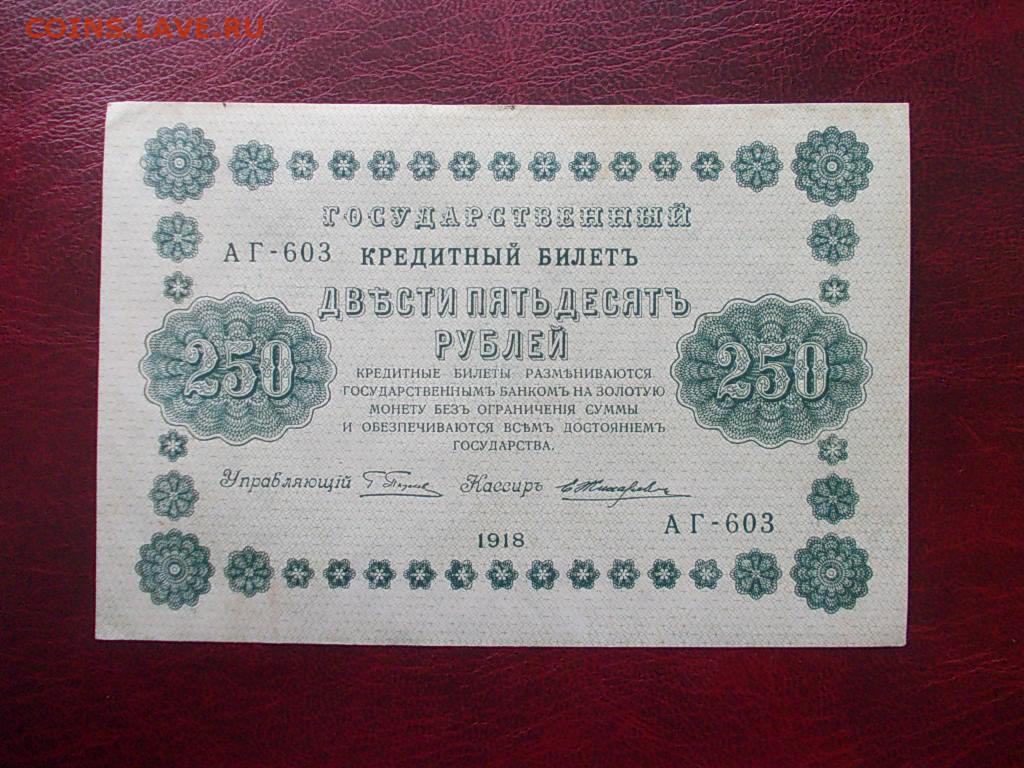 COINS.LAVE.RU
ГОСУДАРСТВЕННЫЙ
АГ-603 КРЕДИТНЫЙ БИЛЕТЪ
ДВѢСТИ ПЯТЬДЕСЯТЪ
РУБЛЕЙ
250 250
КРЕДИТНЫЕ БИЛЕТЫ РАЗМѢНИВАЮТСЯ
ГОСУДАРСТВЕННЫМЪ БАНКОМЪ НА ЗОЛОТУЮ
МОНЕТУ БЕЗЪ ОГРАНИЧЕНІЯ СУММЫ
И ОБЕЗПЕЧИВАЮТСЯ ВСѢМЪ ДОСТОЯНІЕМЪ
ГОСУДАРСТВА.
Управляющій Кассиръ
АГ-603
1918